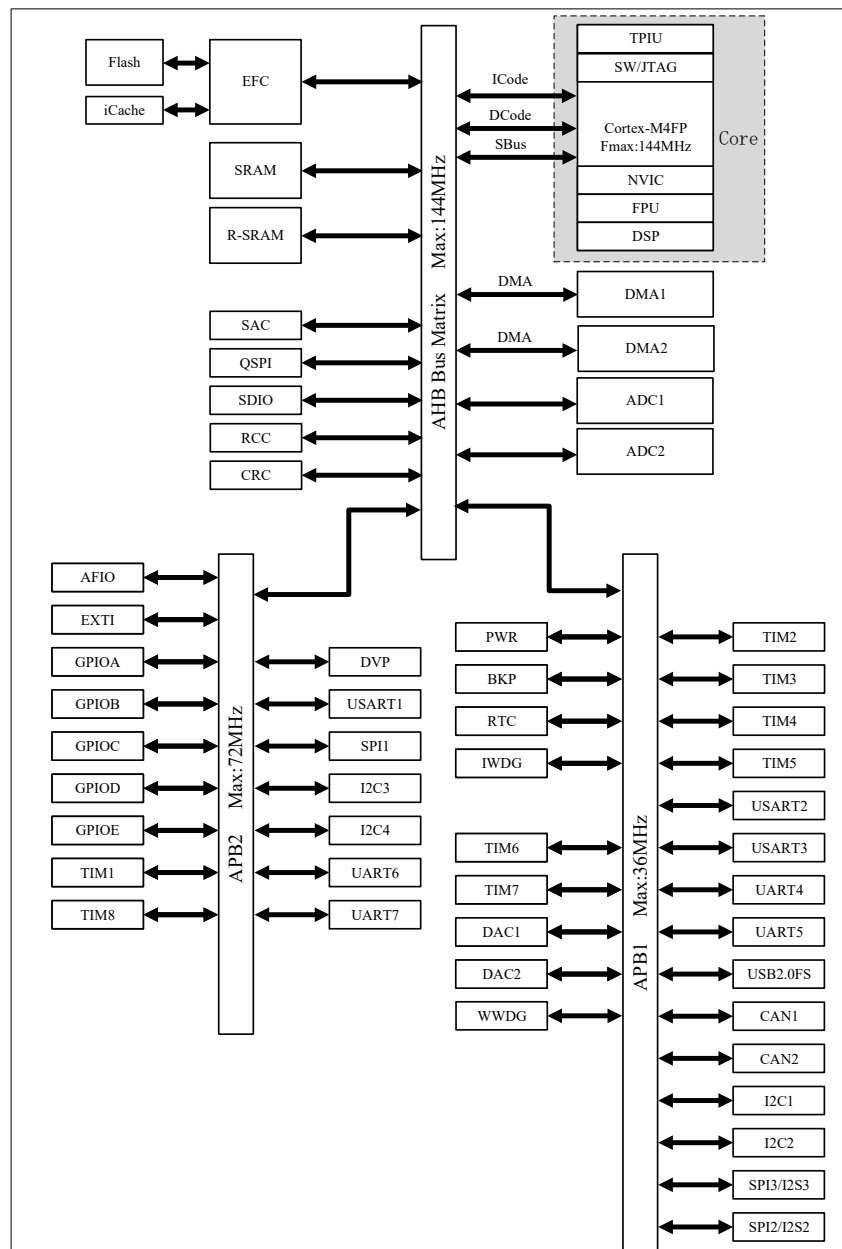 TPIU
Flash
EFC
SW/JTAG
ICode
iCache
DCode
Cortex-M4FP
Fmax:144MHz
Core
SBus
SRAM
NVIC
FPU
R-SRAM
DSP
AHB Bus Matrix Max:144MHz
DMA
DMA1
SAC
DMA
DMA2
QSPI
SDIO
ADC1
RCC
ADC2
CRC
AFIO
EXTI
PWR
TIM2
GPIOA
DVP
BKP
TIM3
GPIOB
USART1
RTC
TIM4
GPIOC
SPI1
IWDG
TIM5
GPIOD
I2C3
USART2
GPIOE
I2C4
TIM6
USART3
TIM1
UART6
TIM7
UART4
TIM8
UART7
DAC1
UART5
APB2 Max:72MHz
DAC2
USB2.0FS
WWDG
CAN1
APB1 Max:36MHz
CAN2
I2C1
I2C2
SPI3/I2S3
SPI2/I2S2